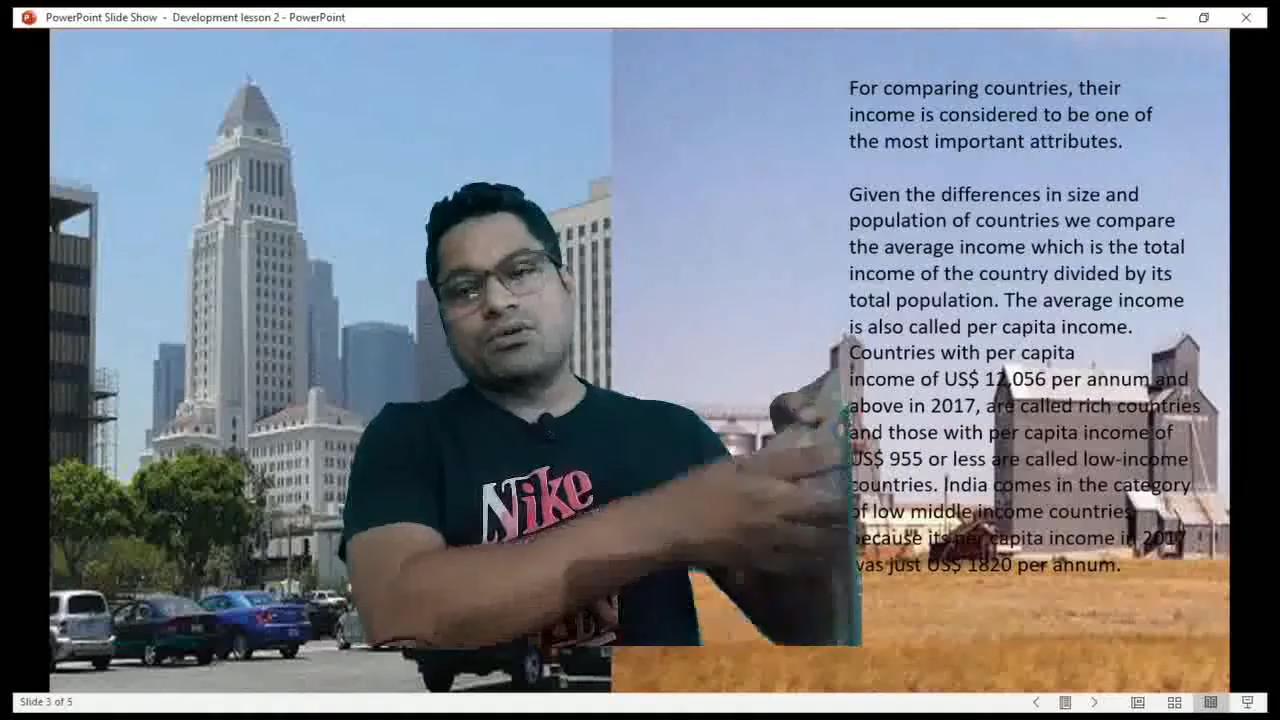 PowerPoint Slide Show - Development lesson 2 - PowerPoint
For comparing countries, their
income is considered to be one of
the most important attributes.
Given the differences in size and
population of countries we compare
the average income which is the total
income of the country divided by its
total population. The average income
is also called per capita income.
Countries with per capita
income of US$ 12,056 per annum and
above in 2017, are called rich countries
and those with per capita income of
US$ 955 or less are called low-income
countries. India comes in the category
of low middle income countries
because its per capita income in 2017
was just US$ 1820 per annum.
Nike
Slide 3 of 5